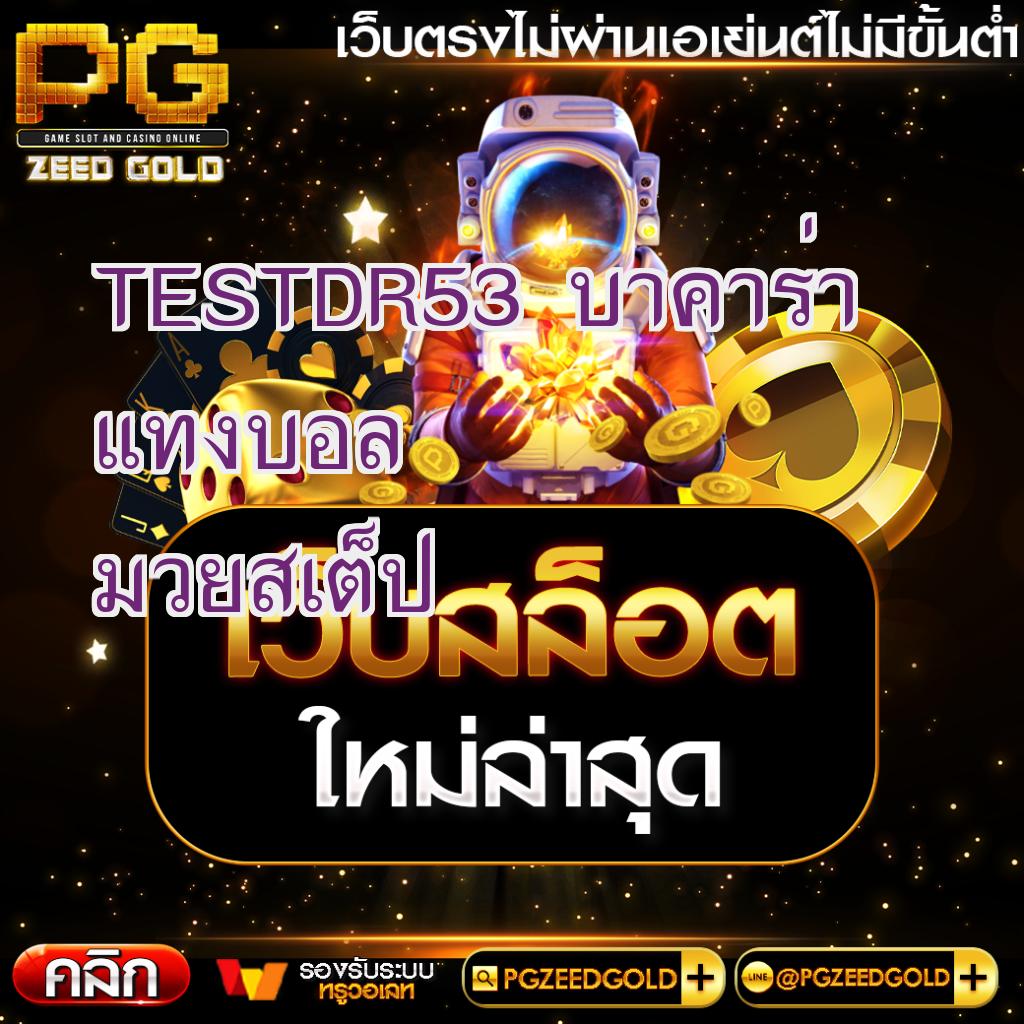 เว็บตรงไม่ผ่านเอเย่นต์ไม่มีขั้นต่ำ
PG
GAME SLOT AND CASINO ONLINE
ZEED GOLD
TESTDR53 บาคาร่า
แทงบอล
มวยสเต็ป
เว็บสล็อต
ใหม่ล่าสุด
คลิก
รองรับระบบ
ทรูวอเลท
PGZEEDGOLD
LINE @PGZEEDGOLD